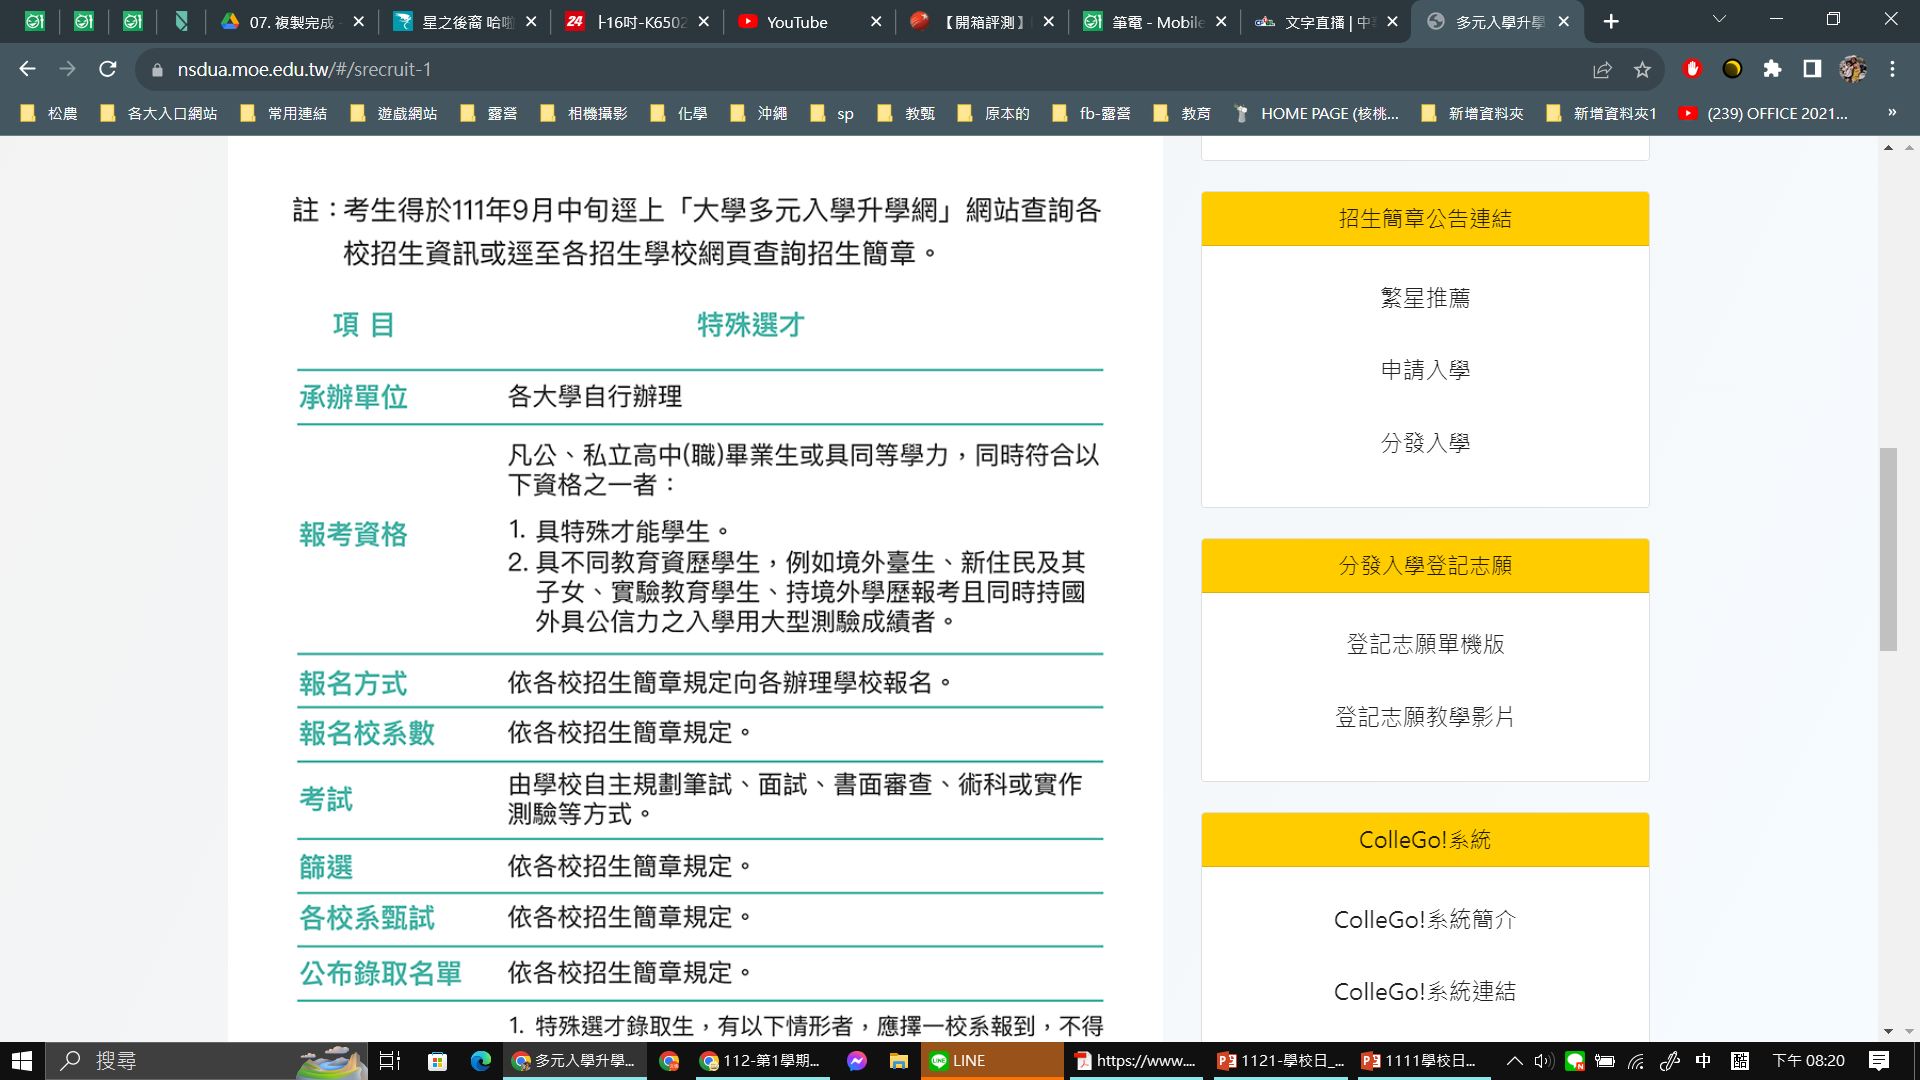 07. 複製完成 -
星之後裔 哈啦
├16吋-K6502
YouTube
【開箱評測】
筆電 - Mobile
文字直播 | 中
多元入學升學
nsdua.moe.edu.tw/#/srecruit-1
松農
各大入口網站
常用連結
遊戲網站
露營
相機攝影
化學
沖繩
sp
教甄
原本的
fb-露營
教育
HOME PAGE (核桃...
新增資料夾
新增資料夾1
(239) OFFICE 2021...
»
註：考生得於111年9月中旬逕上「大學多元入學升學網」網站查詢各
校招生資訊或逕至各招生學校網頁查詢招生簡章。
項 目 特殊選才
承辦單位 各大學自行辦理
凡公、私立高中(職)畢業生或具同等學力，同時符合以
下資格之一者：
報考資格
1. 具特殊才能學生。
2. 具不同教育資歷學生，例如境外臺生、新住民及其
子女、實驗教育學生、持境外學歷報考且同時持國
外具公信力之入學用大型測驗成績者。
報名方式 依各校招生簡章規定向各辦理學校報名。
報名校系數 依各校招生簡章規定。
考試
由學校自主規劃筆試、面試、書面審查、術科或實作
測驗等方式。
篩選 依各校招生簡章規定。
各校系甄試 依各校招生簡章規定。
公布錄取名單 依各校招生簡章規定。
1. 特殊選才錄取生，有以下情形者，應擇一校系報到，不得
招生簡章公告連結
繁星推薦
申請入學
分發入學
分發入學登記志願
登記志願單機版
登記志願教學影片
ColleGo!系統
ColleGo!系統簡介
ColleGo!系統連結
搜尋
多元入學升學...
112-第1學期...
LINE
https://www....
1121-學校日_...
1111學校日...
中
酷
下午 08:20